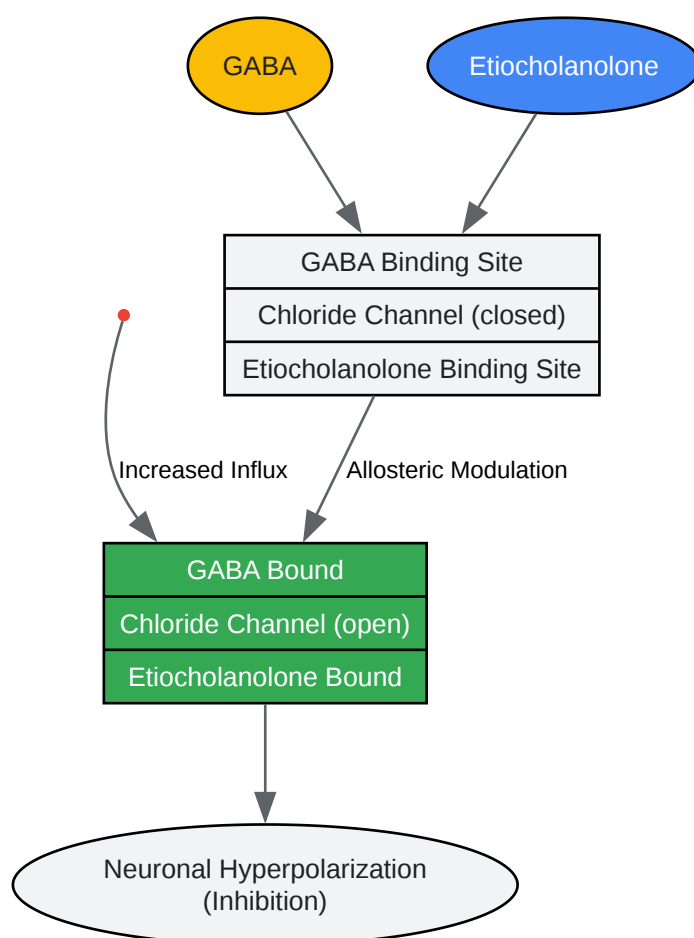 GABA
Etiocholanolone
GABA Binding Site
Chloride Channel (closed)
Etiocholanolone Binding Site
Increased Influx
Allosteric Modulation
GABA Bound
Chloride Channel (open)
Etiocholanolone Bound
Neuronal Hyperpolarization
(Inhibition)